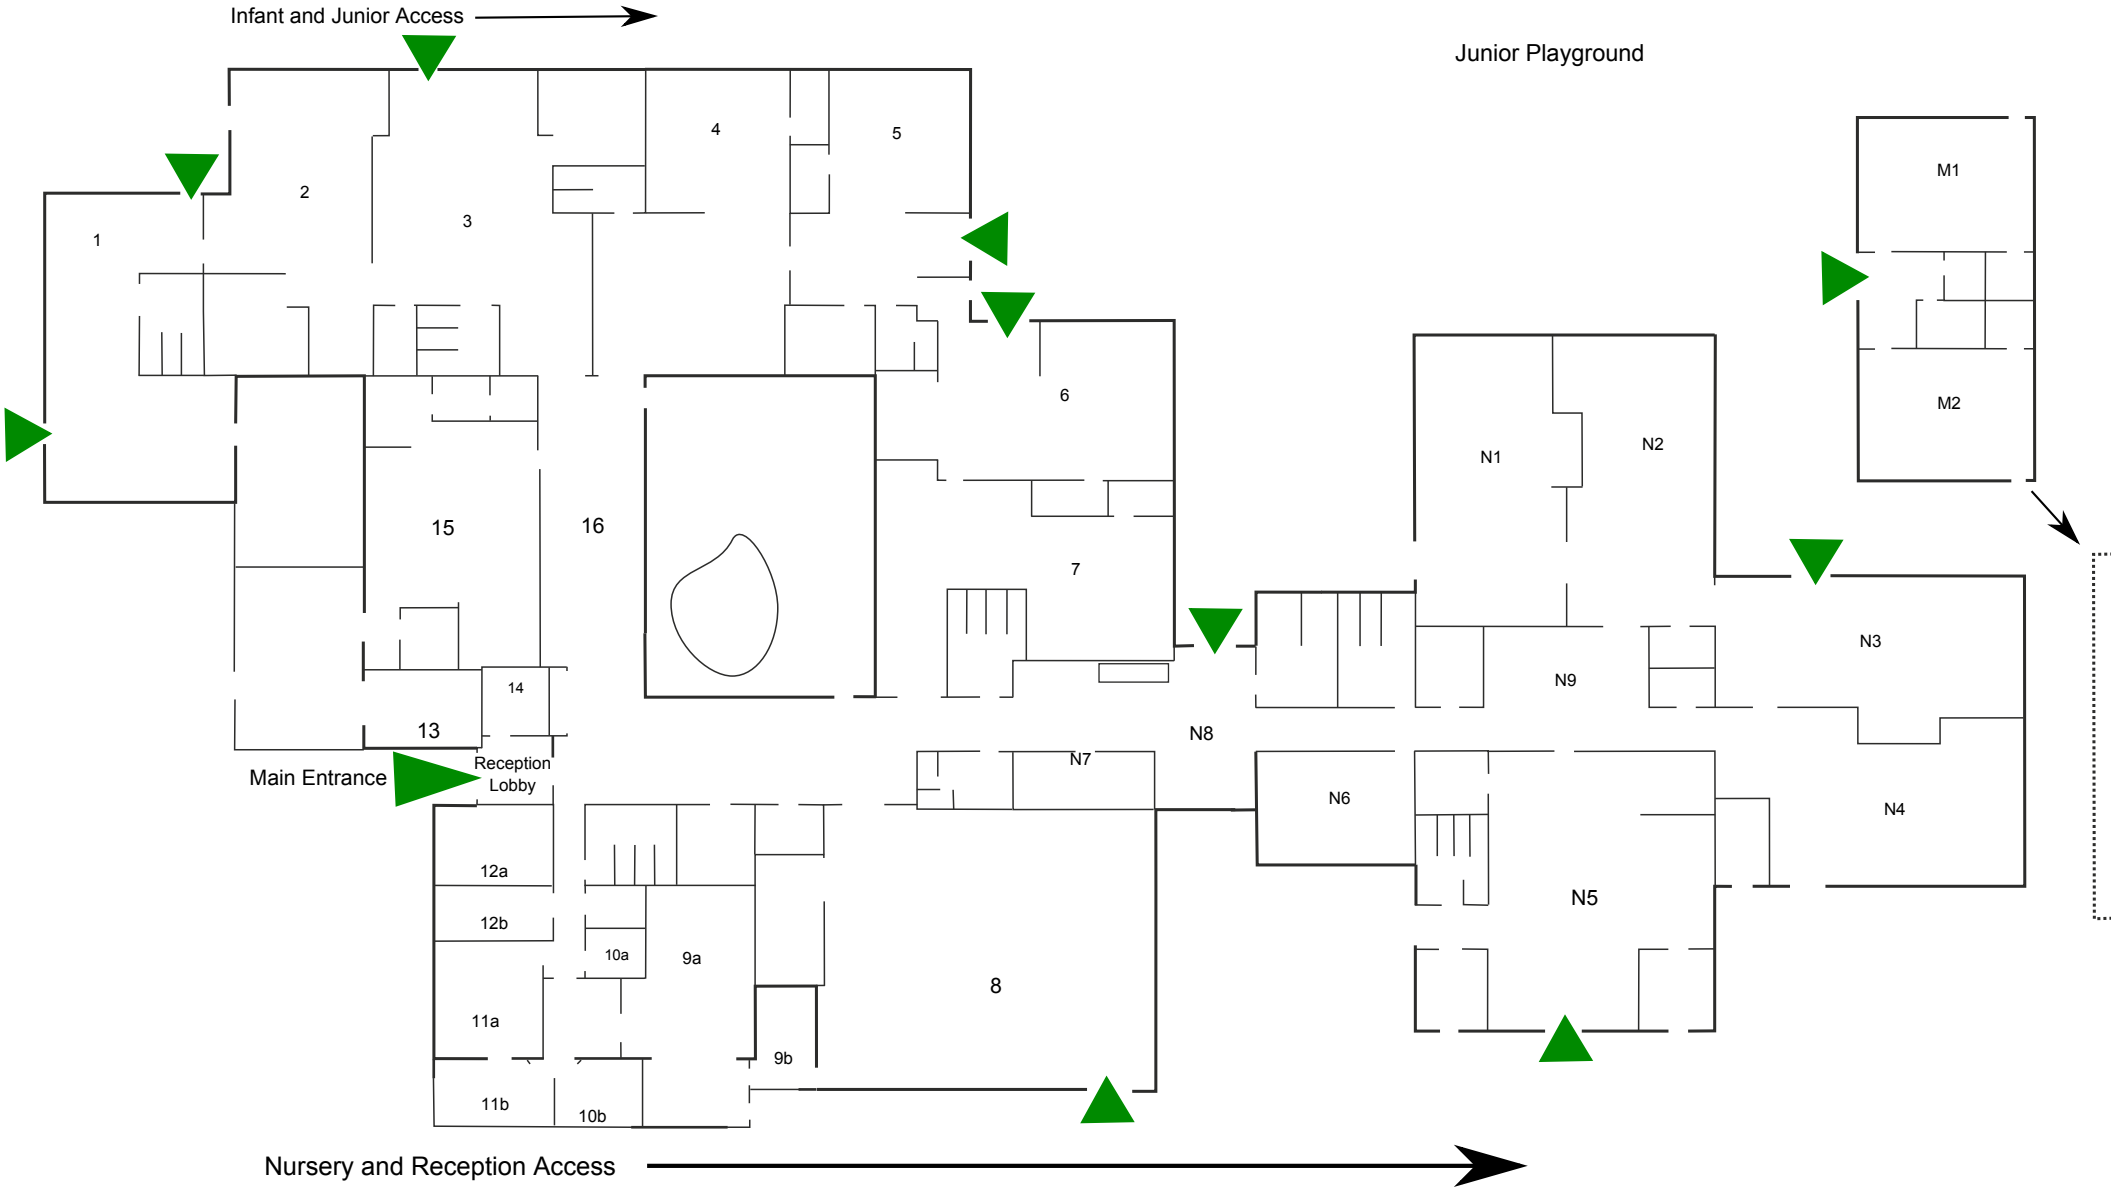 Infant and Junior Access
Junior Playground
4
5
M1
2
3
1
6
M2
N1
N2
15
16
7
N3
14
N9
13
N8
Reception
Lobby
Main Entrance
N7
N6
N4
12a
N5
12b
10a
9a
8
11a
9b
11b
10b
Nursery and Reception Access